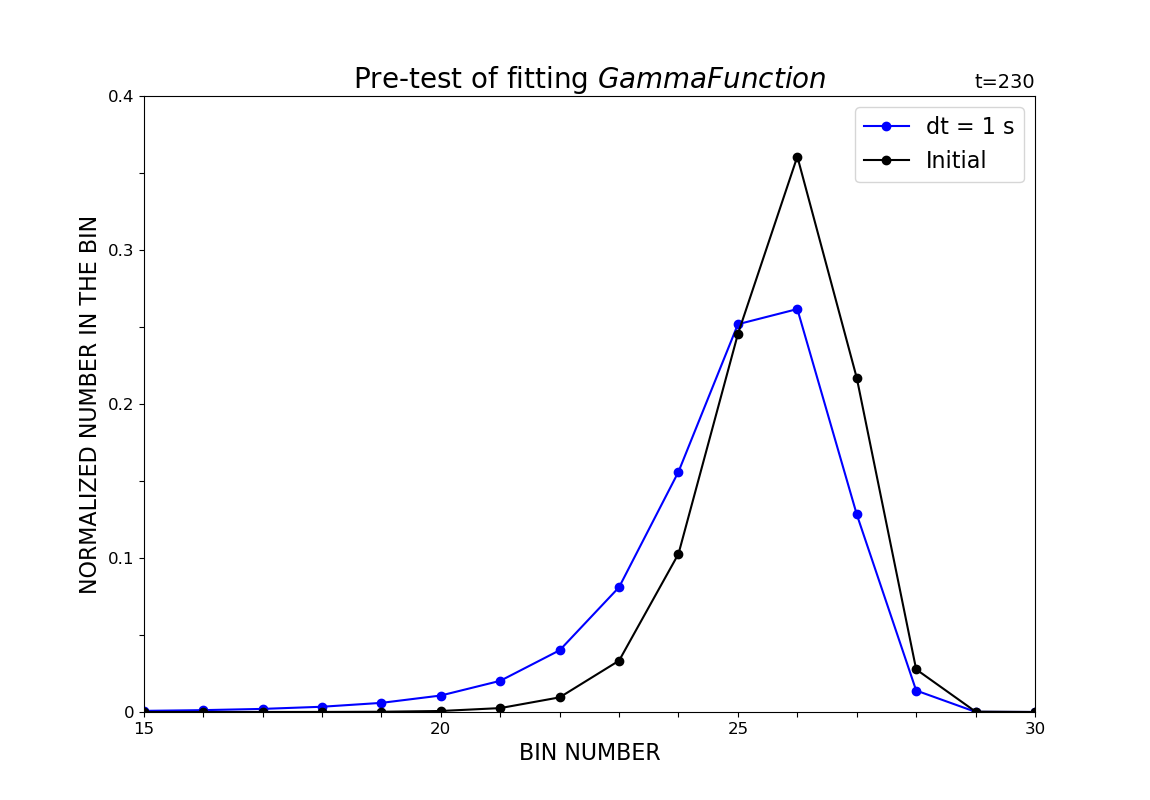 Pre-test of fitting GammaFunction
t=230
dt = 1 s
Initial
NORMALIZED NUMBER IN THE BIN
0.4
0.3
0.2
0.1
0
15
20
25
30
BIN NUMBER